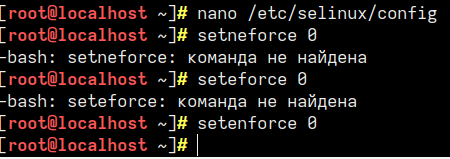 [root@localhost ~]# nano /etc/selinux/config
[root@localhost ~]# setneforce 0
-bash: setneforce: команда не найдена
[root@localhost ~]# seteforce 0
-bash: seteforce: команда не найдена
[root@localhost ~]# setenforce 0
[root@localhost ~]#